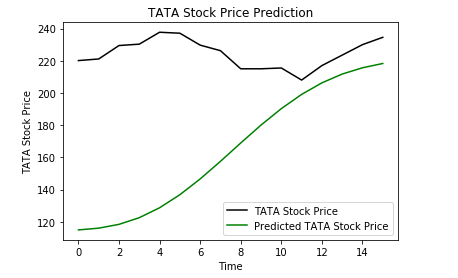 TATA Stock Price Prediction
240
220
200
180
160
140
120
TATA Stock Price
TATA Stock Price
Predicted TATA Stock Price
0 2 4 6 8 10 12 14
Time